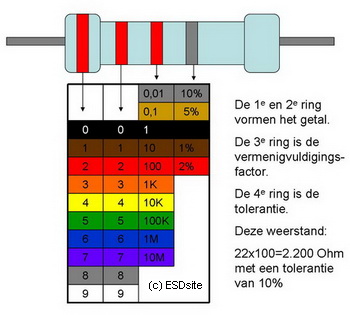 0,01 10%
0,1 5%
0 0 1
1 1 10 1%
2 2 100 2%
3 3 1K
4 4 10K
5 5 100K
6 6 1M
7 7 10M
8 8
9 9
(c) ESDsite
De 1e en 2e ring
vormen het getal.
De 3e ring is de
vermenigvuldigings-
factor.
De 4e ring is de
tolerantie.
Deze weerstand:
22x100=2.200 Ohm
met een tolerantie
van 10%